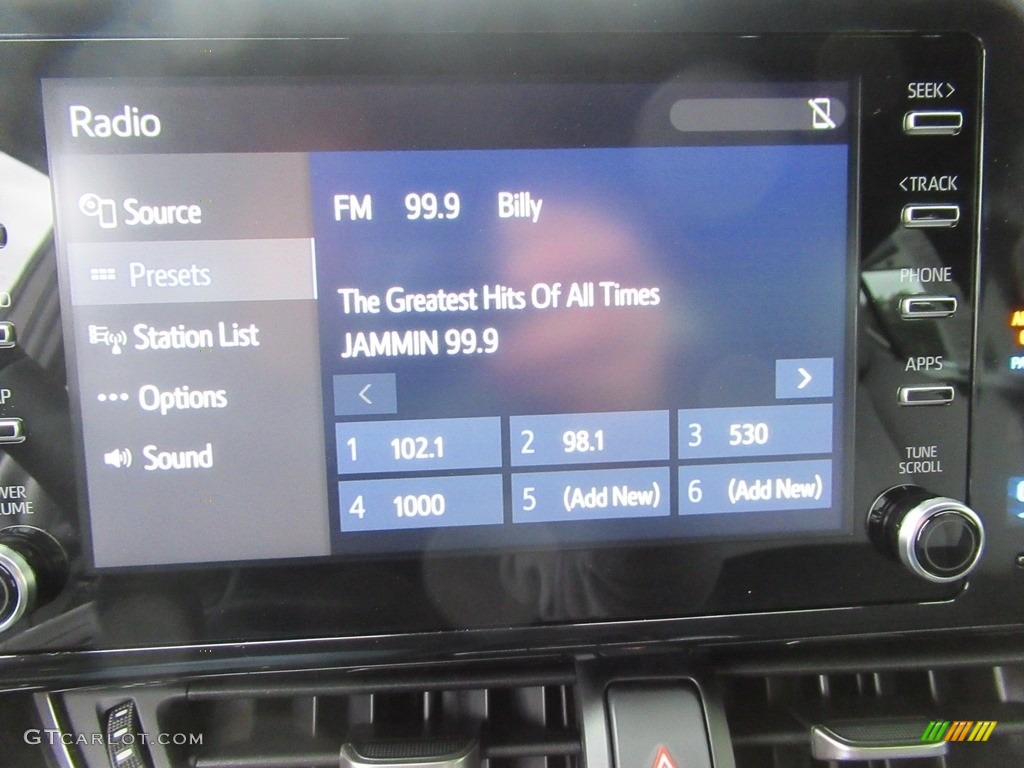 Radio
SEEK>
<TRACK
PHONE
APPS
TUNE
SCROLL
Source
Presets
Station List
Options
Sound
FM 99.9 Billy
The Greatest Hits Of All Times
JAMMIN 99.9
< >
1 102.1 2 98.1 3 530
4 1000 5 (Add New) 6 (Add New)
GTCARLOT.COM